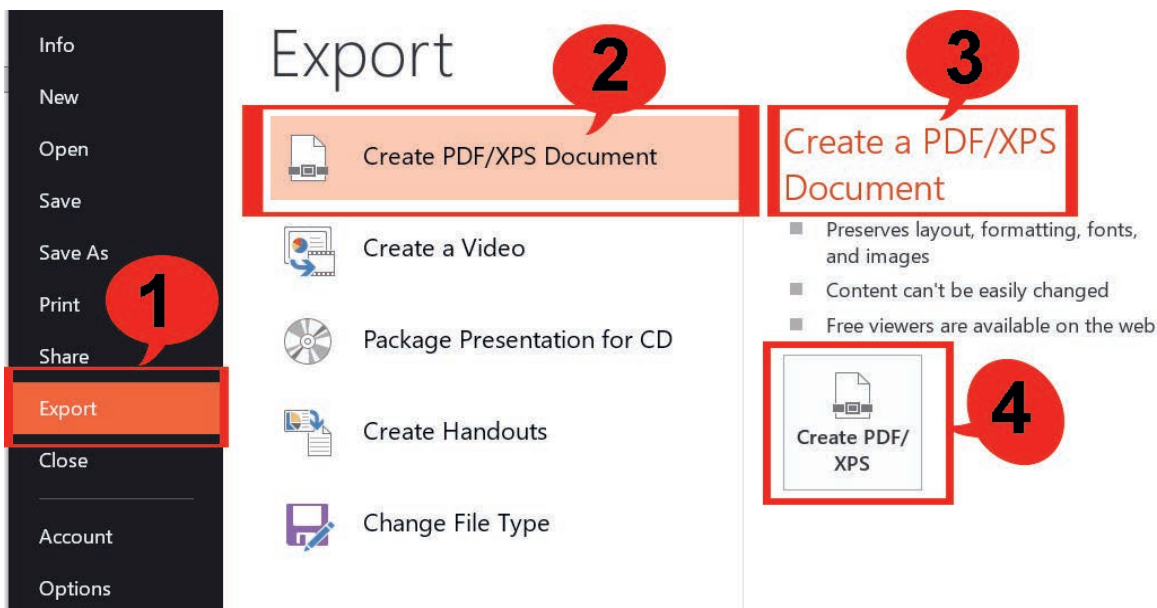 Info
New
Open
Save
Save As
Print
Share
Export
Close
Account
Options
1
Export
2
Create PDF/XPS Document
Create a Video
Package Presentation for CD
Create Handouts
Change File Type
3
Create a PDF/XPS
Document
Preserves layout, formatting, fonts,
and images
Content can't be easily changed
Free viewers are available on the web
Create PDF/
XPS
4